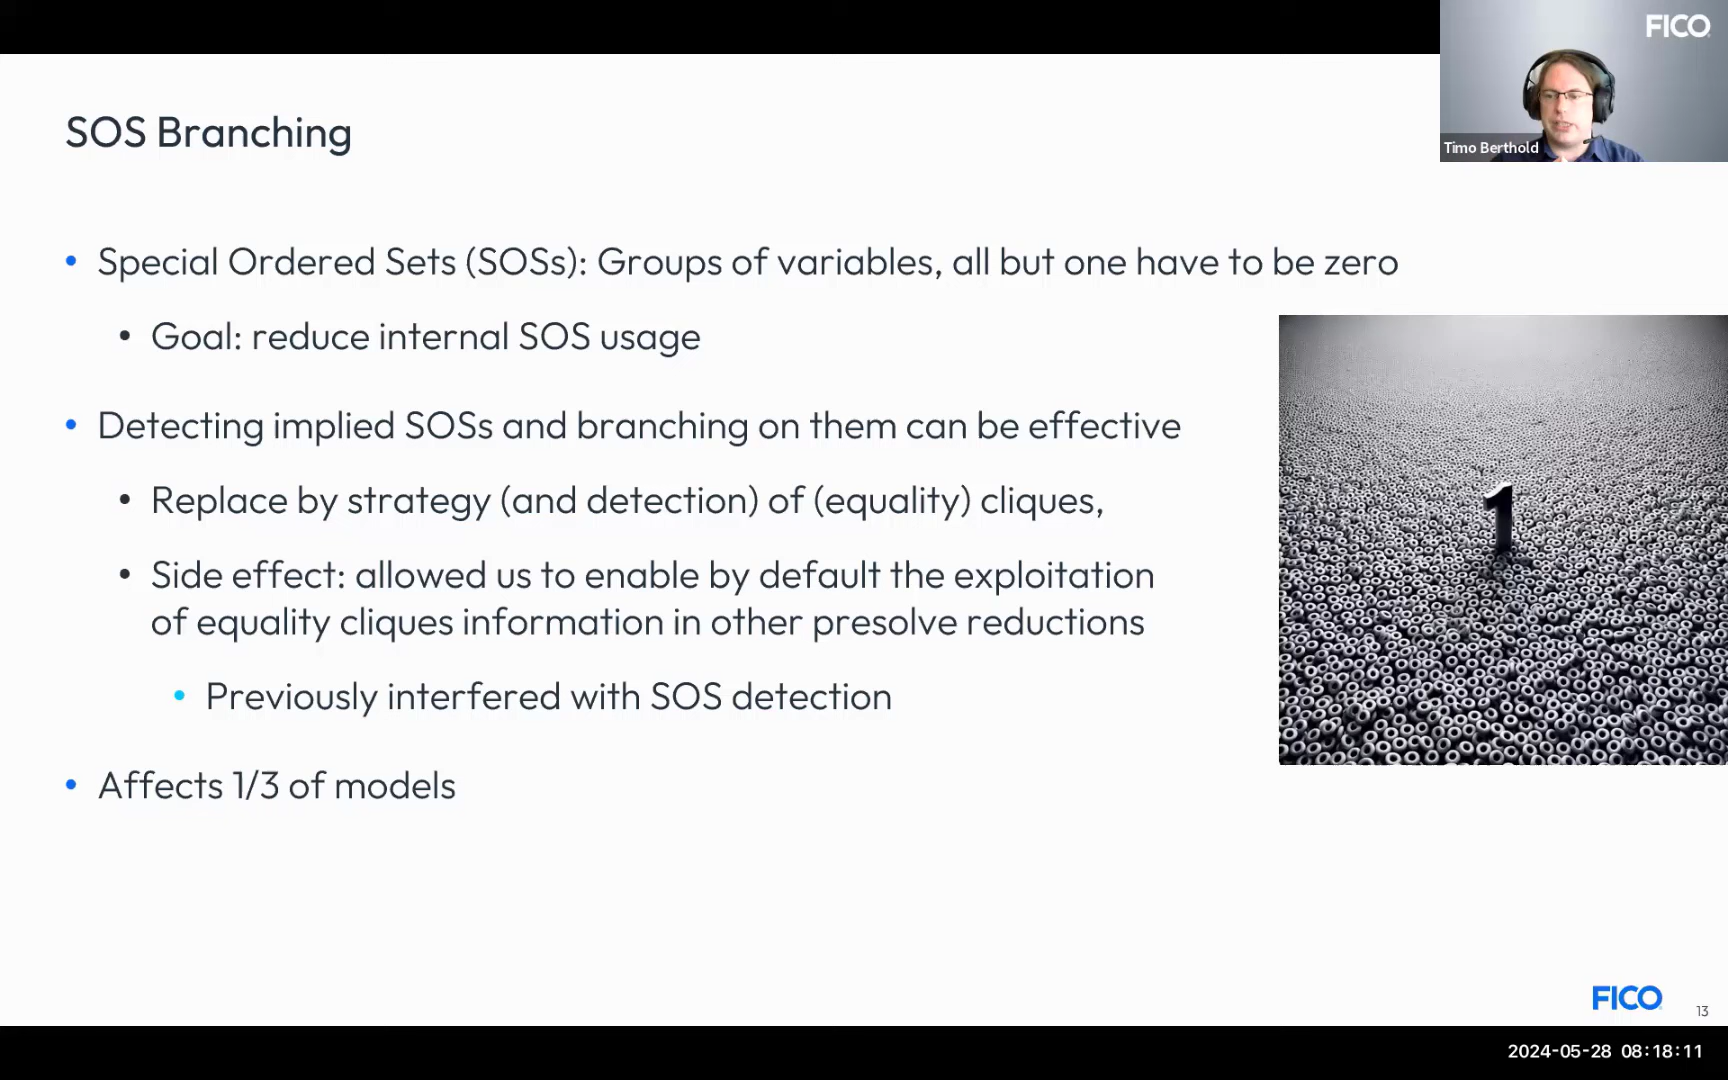 FICO
Timo Berthold
SOS Branching
• Special Ordered Sets (SOSs): Groups of variables, all but one have to be zero
• Goal: reduce internal SOS usage
• Detecting implied SOSs and branching on them can be effective
• Replace by strategy (and detection) of (equality) cliques,
• Side effect: allowed us to enable by default the exploitation
of equality cliques information in other presolve reductions
• Previously interfered with SOS detection
• Affects 1/3 of models
1
FICO
13
2024-05-28 08:18:11